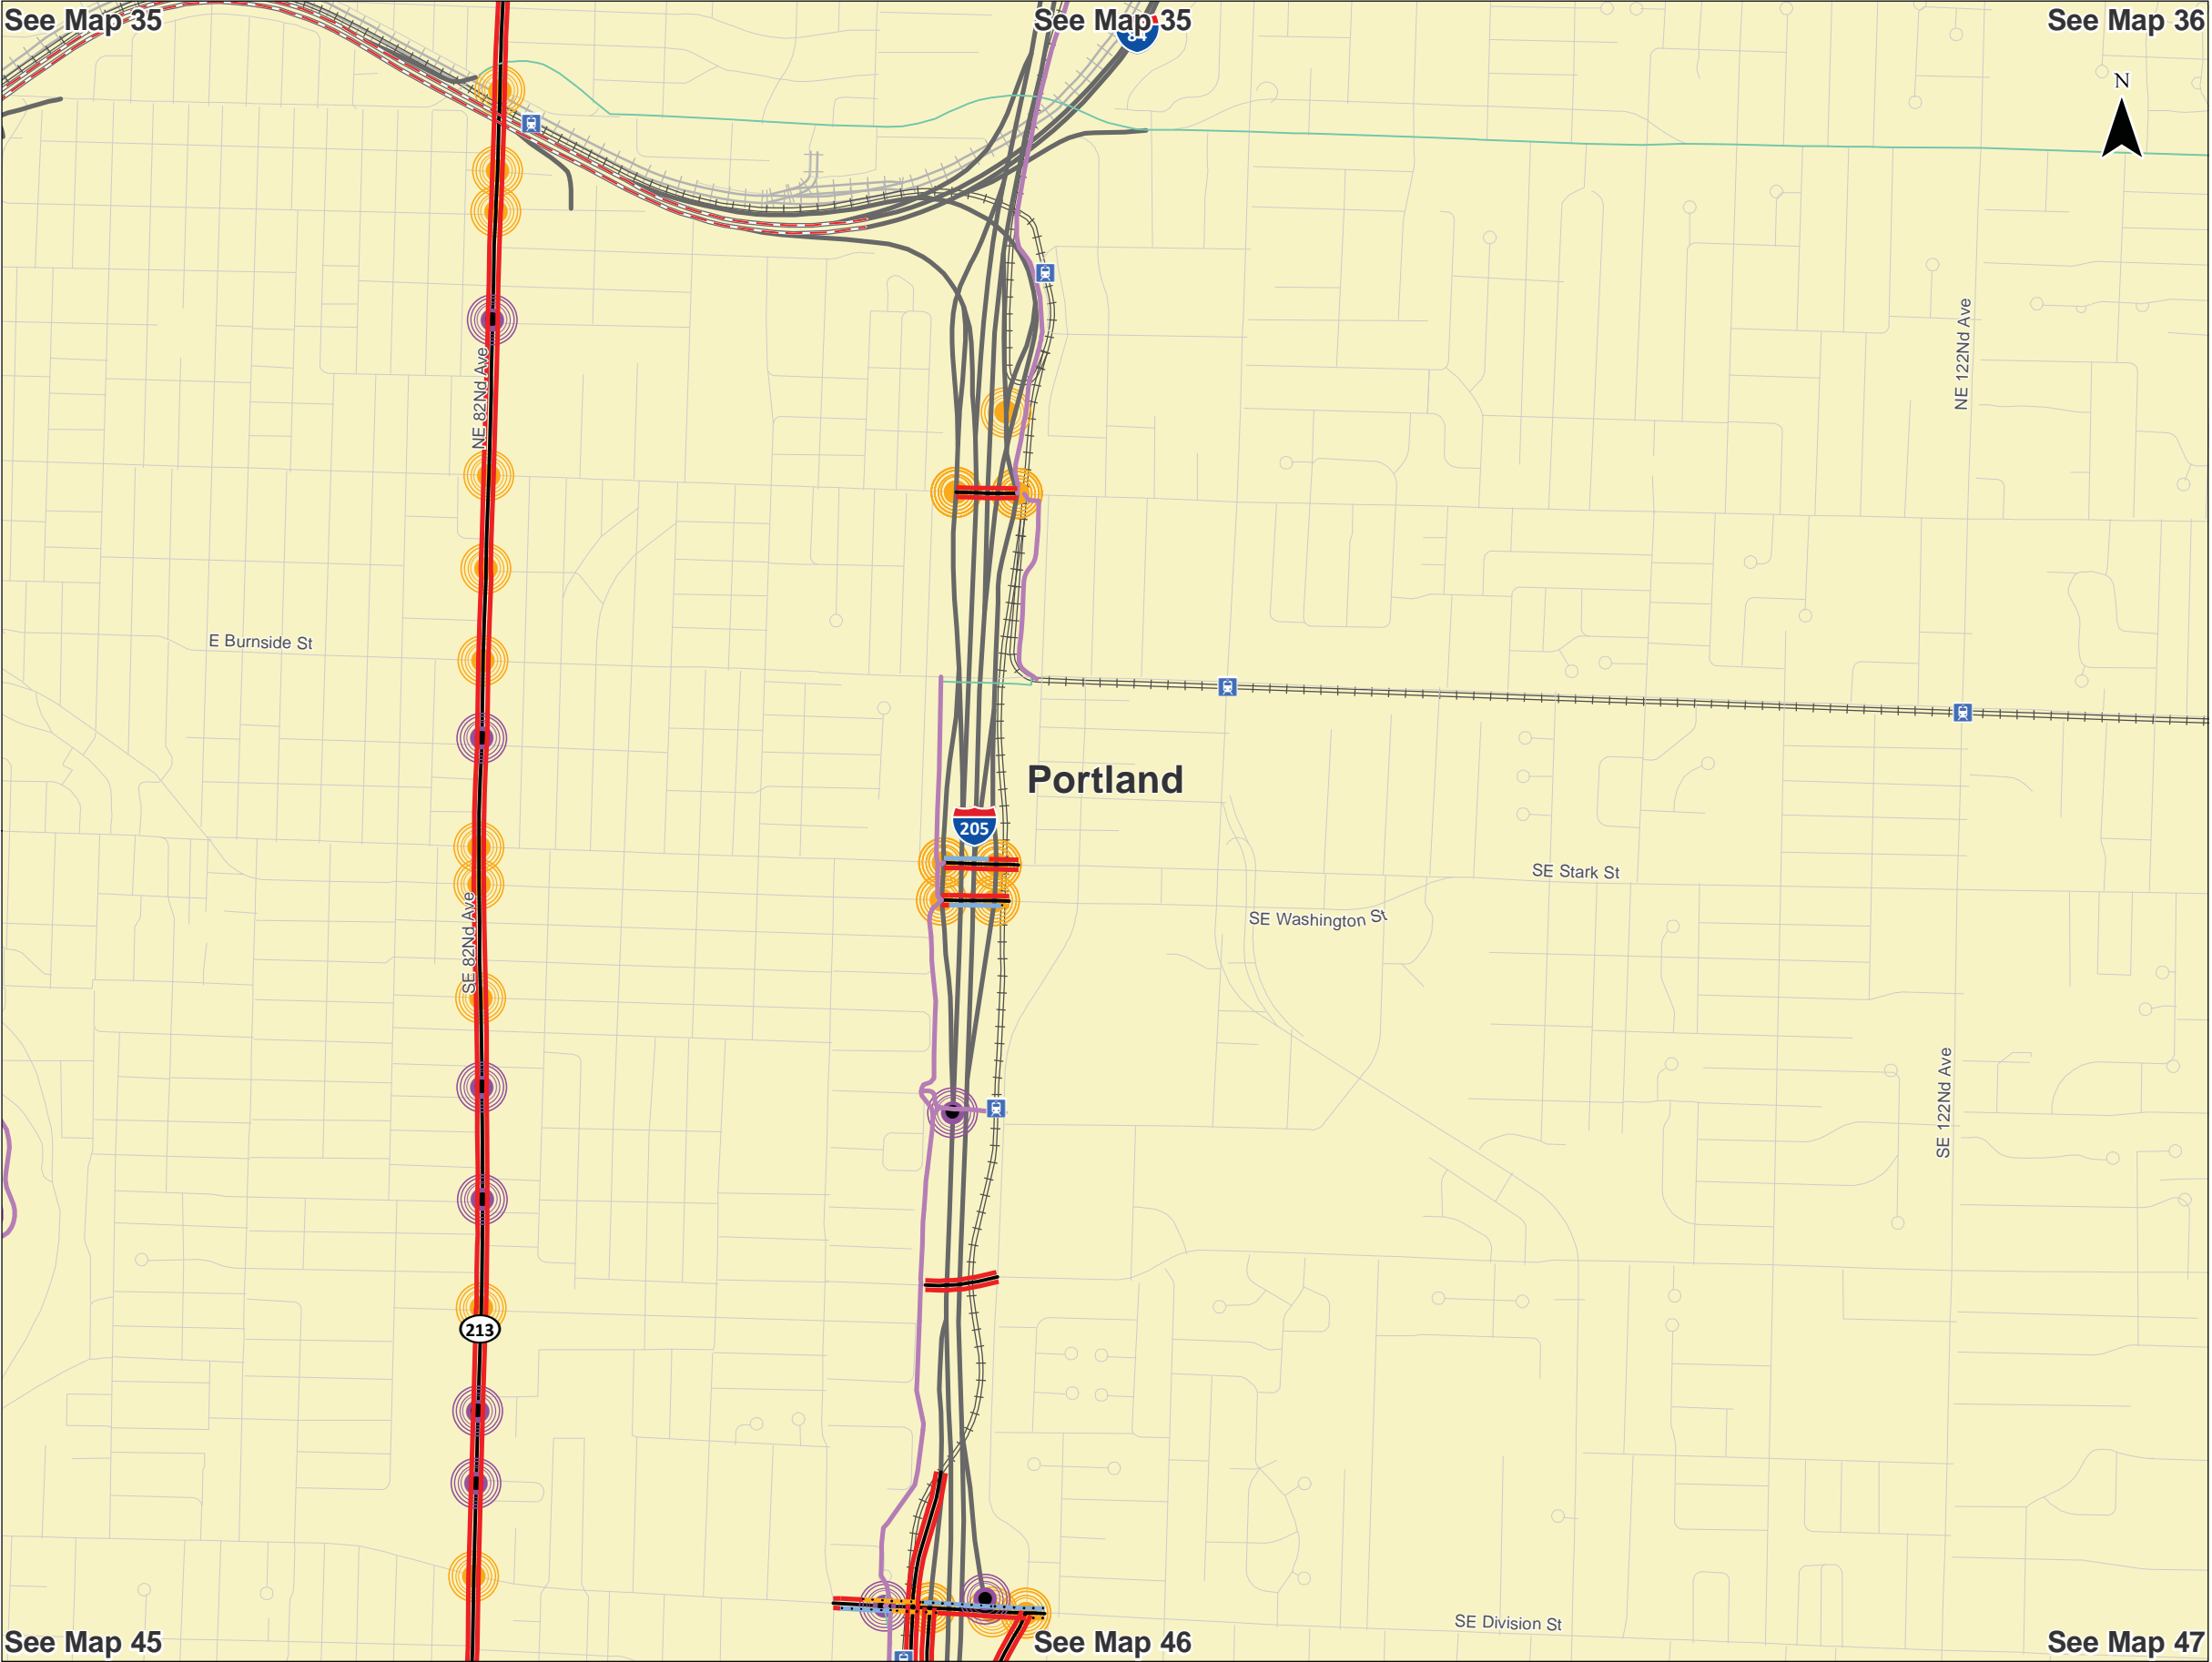 See Map 35
See Map 35
See Map 36
84
N
NE 82Nd Ave
NE 122Nd Ave
E Burnside St
Portland
205
SE Stark St
SE Washington St
SE 82Nd Ave
SE 122Nd Ave
213
SE Division St
See Map 45
See Map 46
See Map 47